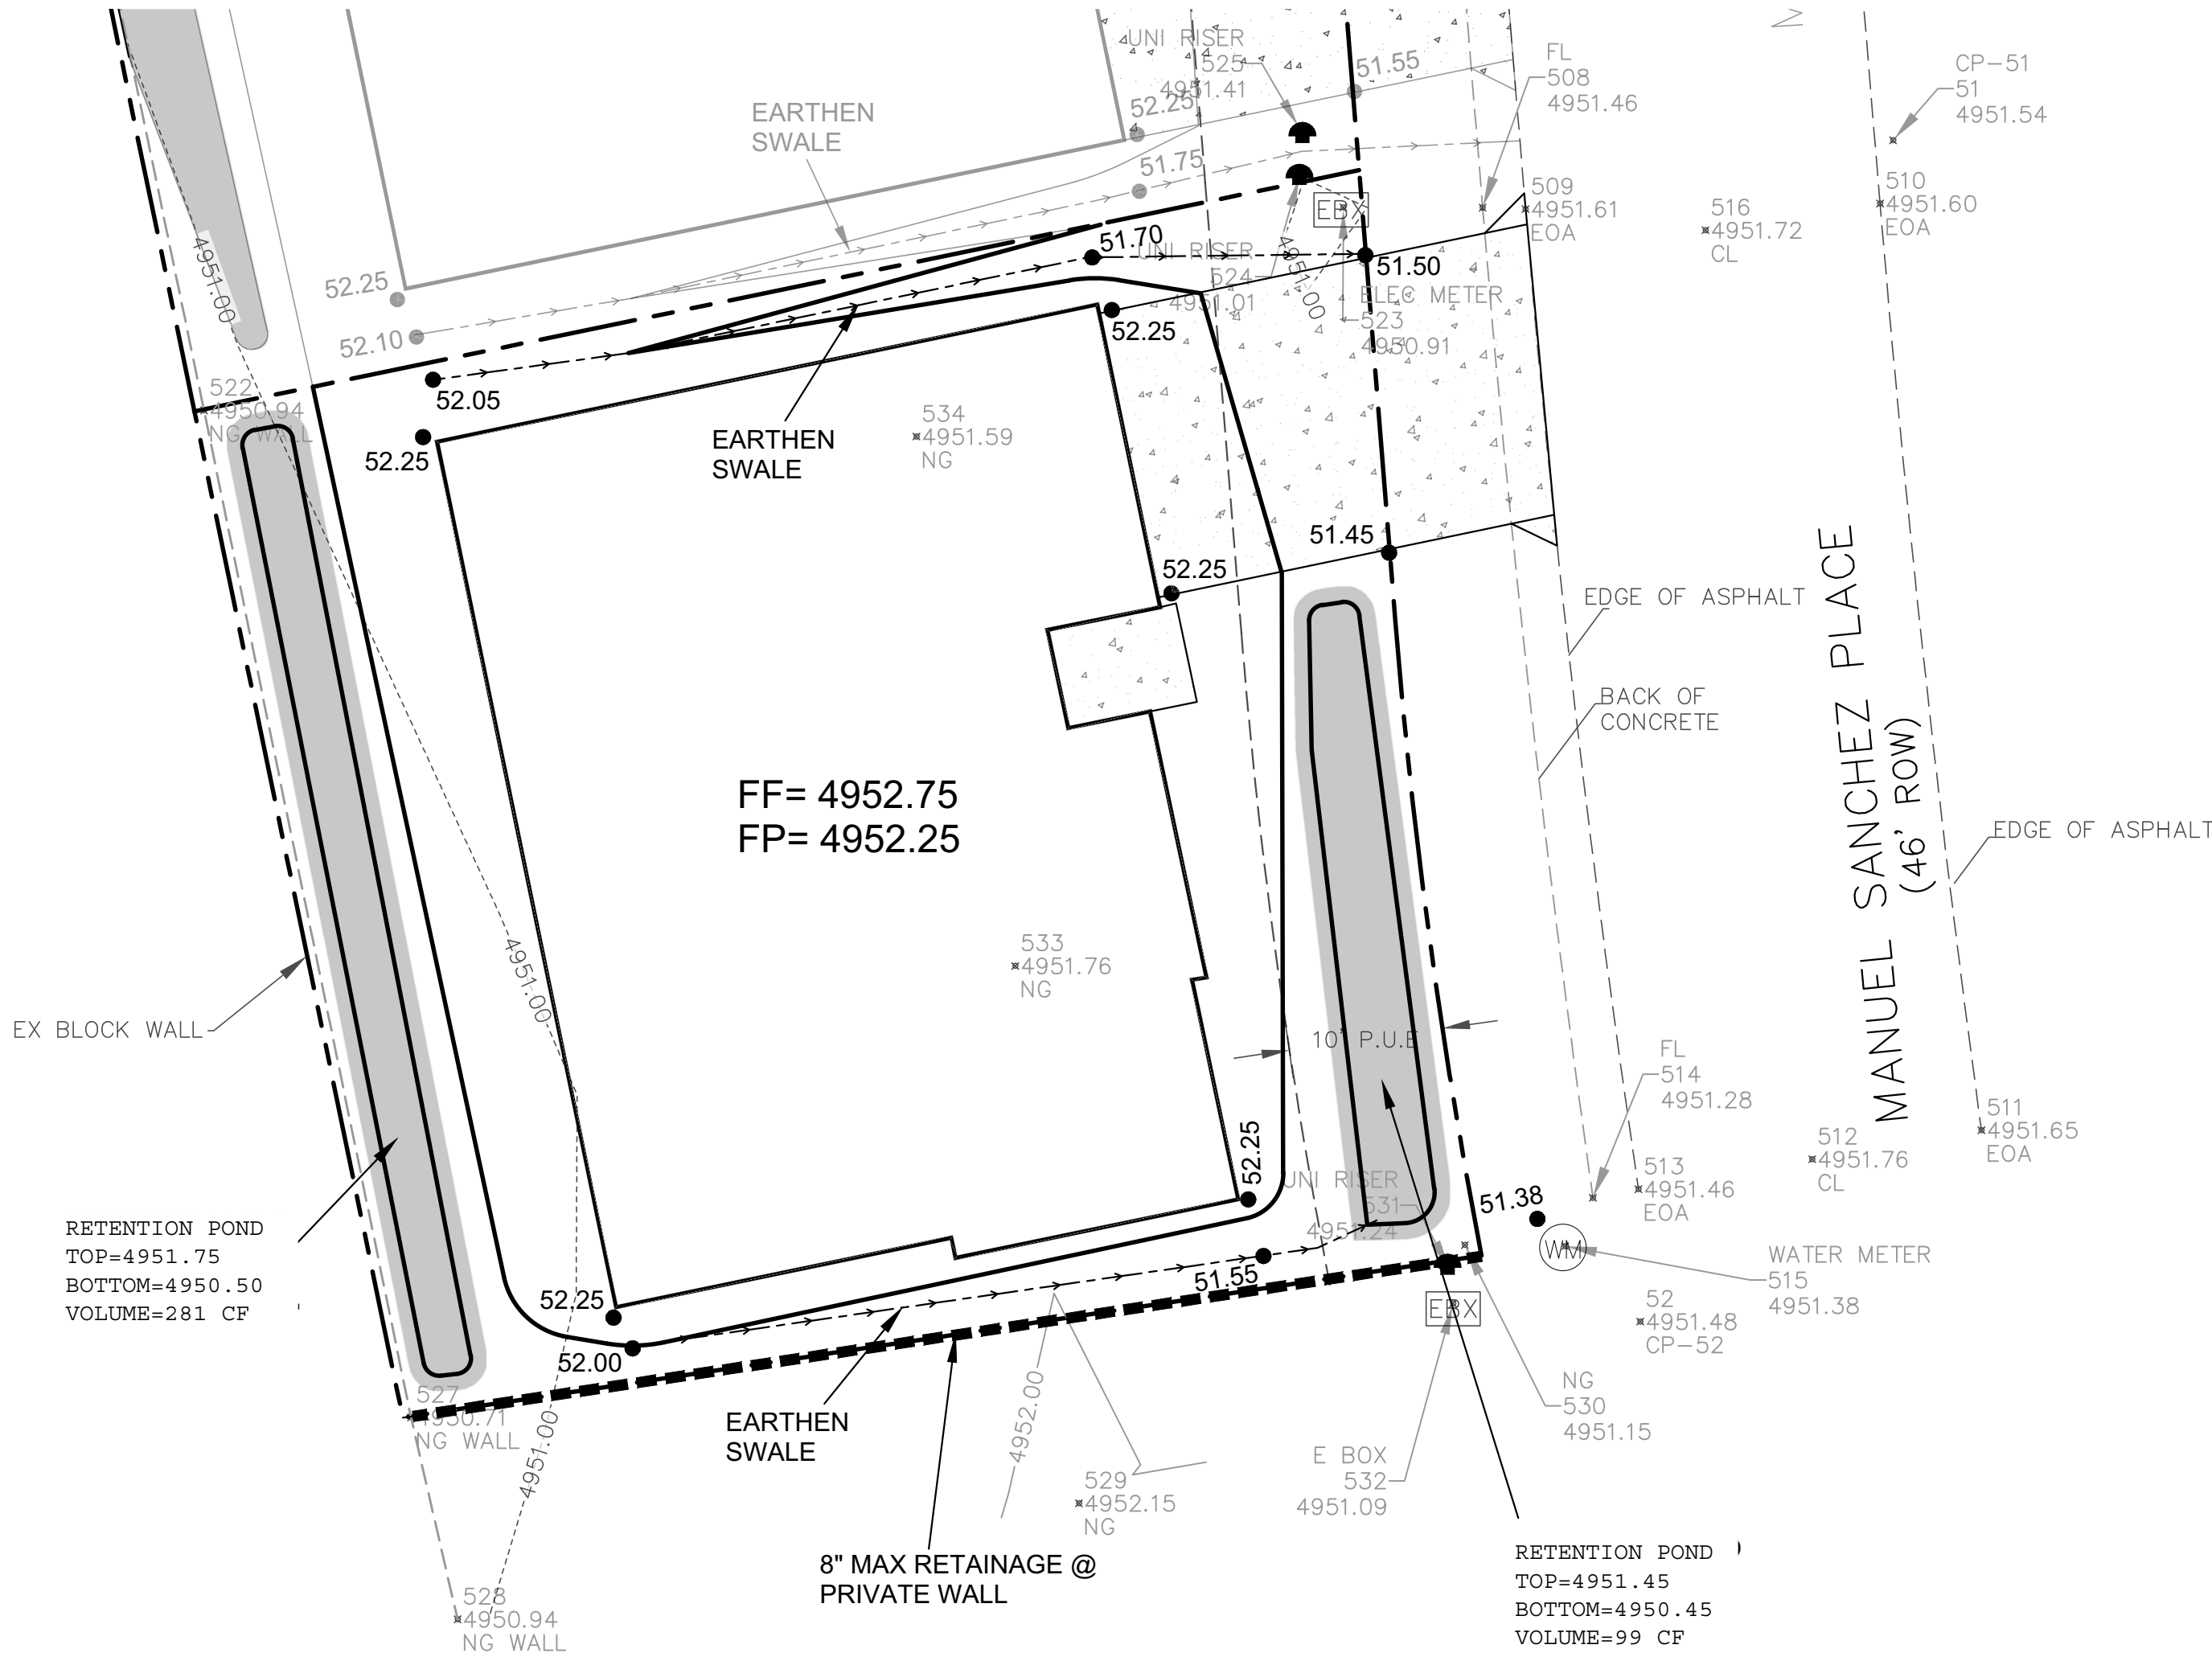 UNI RISER
525
4951.41
51.55
FL
508
4951.46
CP-51
51
4951.54
EARTHEN
SWALE
52.25
51.75
509
4951.61
EOA
516
4951.72
CL
510
4951.60
EOA
EBX
4951.00
52.25
52.10
51.70
UNI RISER
524
4951.01
4951.00
51.50
ELEC METER
523
4950.91
52.25
522
4950.94
NG WALL
52.05
52.25
EARTHEN
SWALE
534
4951.59
NG
51.45
52.25
EDGE OF ASPHALT
BACK OF
CONCRETE
MANUEL SANCHEZ PLACE
(46' ROW)
EDGE OF ASPHALT
FF= 4952.75
FP= 4952.25
533
4951.76
NG
4951.00
EX BLOCK WALL
10' P.U.E
FL
514
4951.28
512
4951.76
CL
511
4951.65
EOA
52.25
UNI RISER
531
4951.24
51.38
513
4951.46
EOA
WM
WATER METER
515
4951.38
RETENTION POND
TOP=4951.75
BOTTOM=4950.50
VOLUME=281 CF
52.25
52.00
51.55
EBX
52
4951.48
CP-52
527
4950.71
NG WALL
4951.00
EARTHEN
SWALE
4952.00
529
4952.15
NG
E BOX
532
4951.09
NG
530
4951.15
8" MAX RETAINAGE @
PRIVATE WALL
RETENTION POND
TOP=4951.45
BOTTOM=4950.45
VOLUME=99 CF
528
4950.94
NG WALL